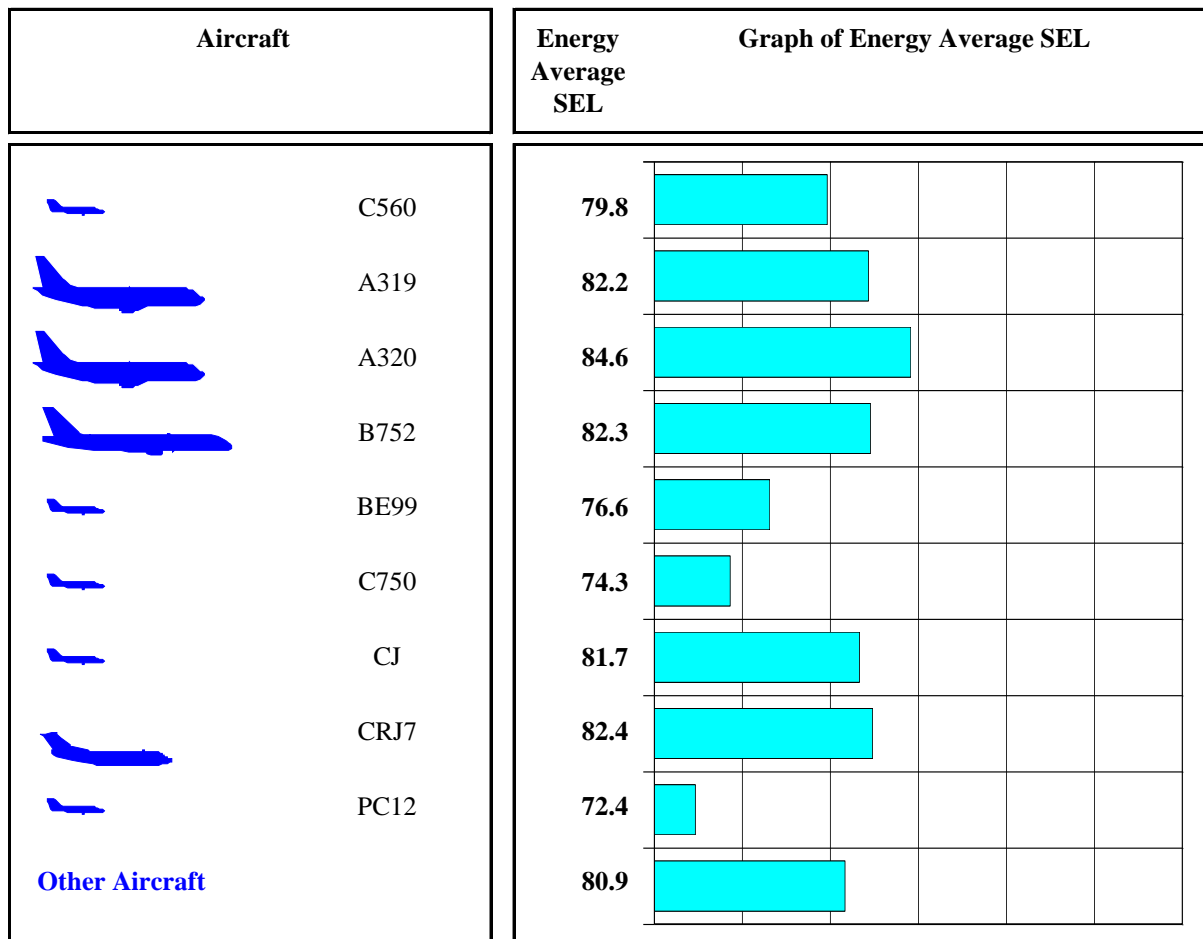 Aircraft
Energy
Average
SEL
Graph of Energy Average SEL
C560 79.8
A319 82.2
A320 84.6
B752 82.3
BE99 76.6
C750 74.3
CJ 81.7
CRJ7 82.4
PC12 72.4
Other Aircraft 80.9